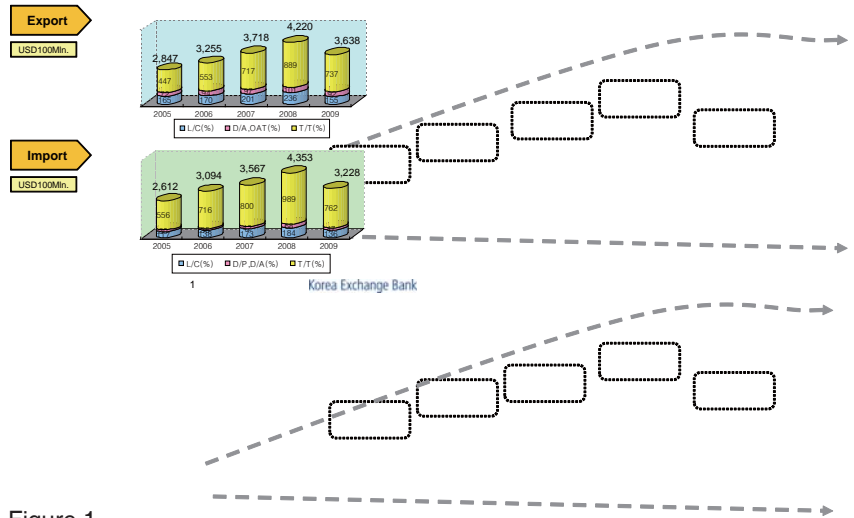 Export
USD100Mln.
2,847 3,255 3,718 4,220 3,638
447 553 717 889 737
165 170 201 236 155
2005 2006 2007 2008 2009
L/C(%) D/A,OAT(%) T/T(%)
Import
USD100Mln.
2,612 3,094 3,567 4,353 3,228
556 716 800 989 762
173 184
2005 2006 2007 2008 2009
L/C(%) D/P,D/A(%) T/T(%)
1 Korea Exchange Bank
Figure 1